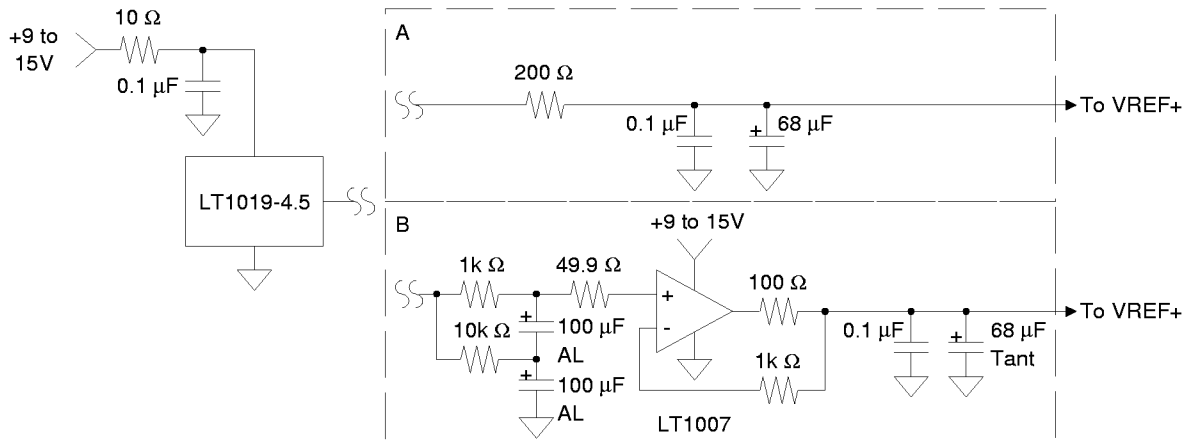 +9 to
15V
10 Ω
0.1 µF
LT1019-4.5
A
200 Ω
0.1 µF
+
68 µF
To VREF+
B
+9 to 15V
1k Ω
49.9 Ω
10k Ω
+
100 µF
AL
+
100 µF
AL
+
-
100 Ω
1k Ω
LT1007
0.1 µF
+
68 µF
Tant
To VREF+